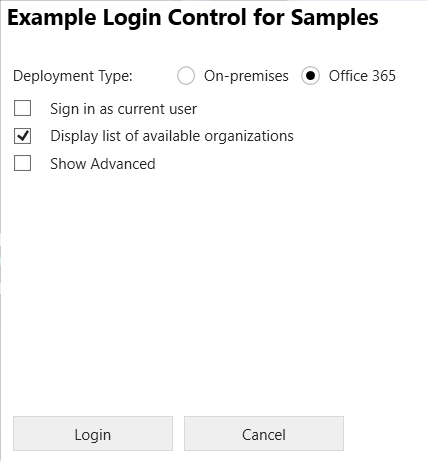 Example Login Control for Samples
Deployment Type: On-premises Office 365
Sign in as current user
Display list of available organizations
Show Advanced
Login Cancel